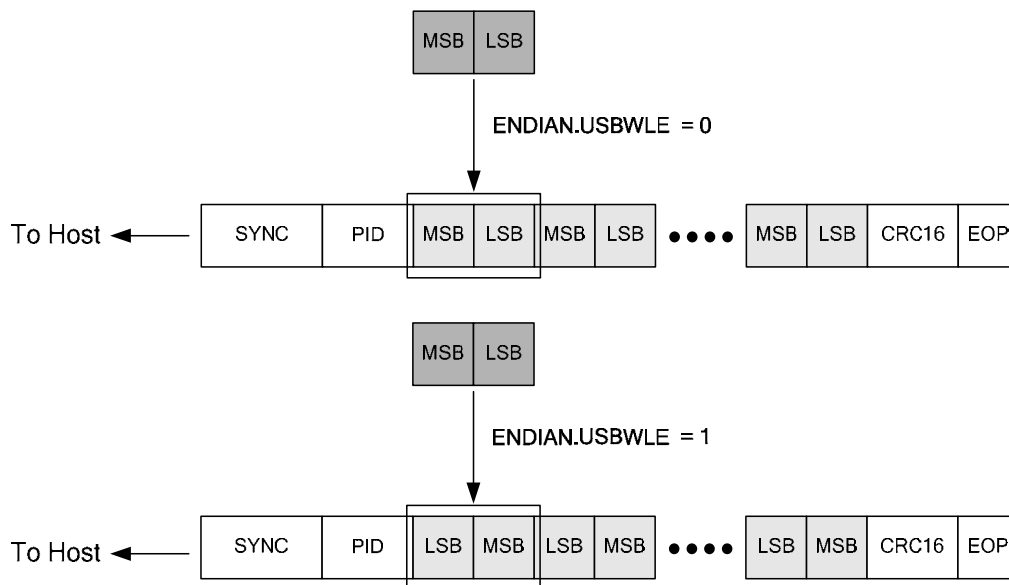 MSB LSB
ENDIAN.USBWLE = 0
To Host SYNC PID MSB LSB MSB LSB MSB LSB CRC16 EOP
MSB LSB
ENDIAN.USBWLE = 1
To Host SYNC PID LSB MSB LSB MSB LSB MSB CRC16 EOP